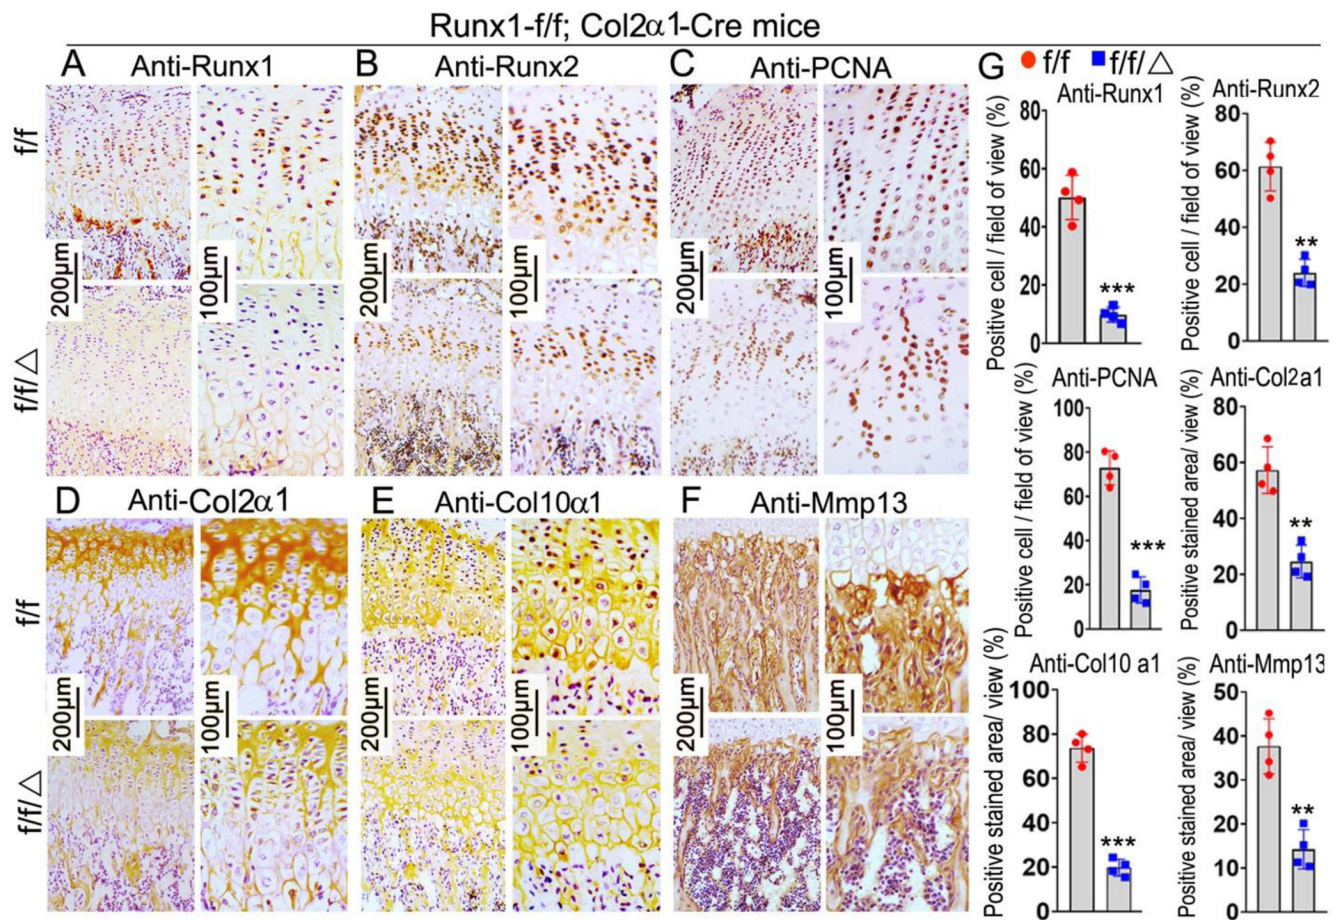 Runx1-f/f; Col2α1-Cre mice
A Anti-Runx1
B Anti-Runx2
C Anti-PCNA
f/f
f/f/△
200μm
100μm
200μm
100μm
200μm
100μm
D Anti-Col2α1
E Anti-Col10α1
F Anti-Mmp13
f/f
f/f/△
200μm
100μm
200μm
100μm
200μm
100μm
G f/f f/f/△
Anti-Runx1
Positive cell / field of view (%)
80
60
40
20
0
***
Anti-Runx2
Positive cell / field of view (%)
80
60
40
20
0
**
Anti-PCNA
Positive cell / field of view (%)
100
80
60
40
20
0
***
Anti-Col2a1
Positive stained area/ view (%)
80
60
40
20
0
**
Anti-Col10 a1
Positive stained area/ view (%)
100
80
60
40
20
0
***
Anti-Mmp13
Positive stained area/ view (%)
50
40
30
20
10
0
**